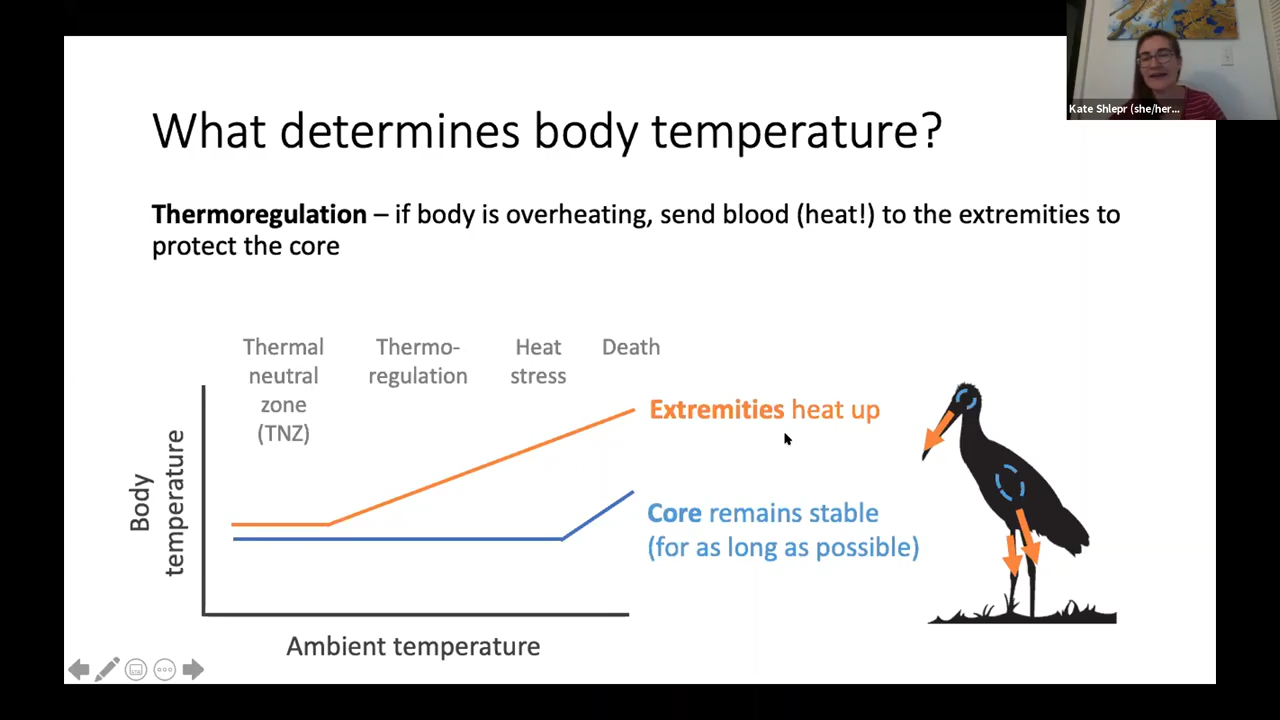 Kate Shlepr (she/her...
What determines body temperature?
Thermoregulation – if body is overheating, send blood (heat!) to the extremities to
protect the core
Thermal
neutral
zone
(TNZ)
Thermo-
regulation
Heat
stress
Death
Extremities heat up
Core remains stable
(for as long as possible)
Body
temperature
Ambient temperature